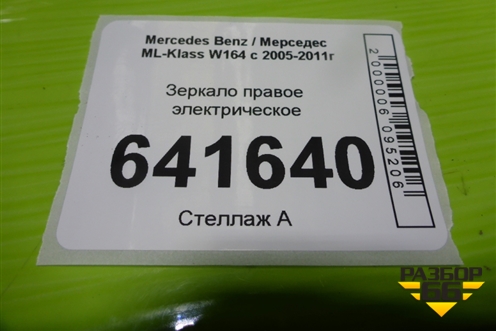 Mercedes Benz / Мерседес
ML-Klass W164 с 2005-2011г
Зеркало правое
электрическое
641640
Стеллаж А
2000006095206
РАЗБОР
66